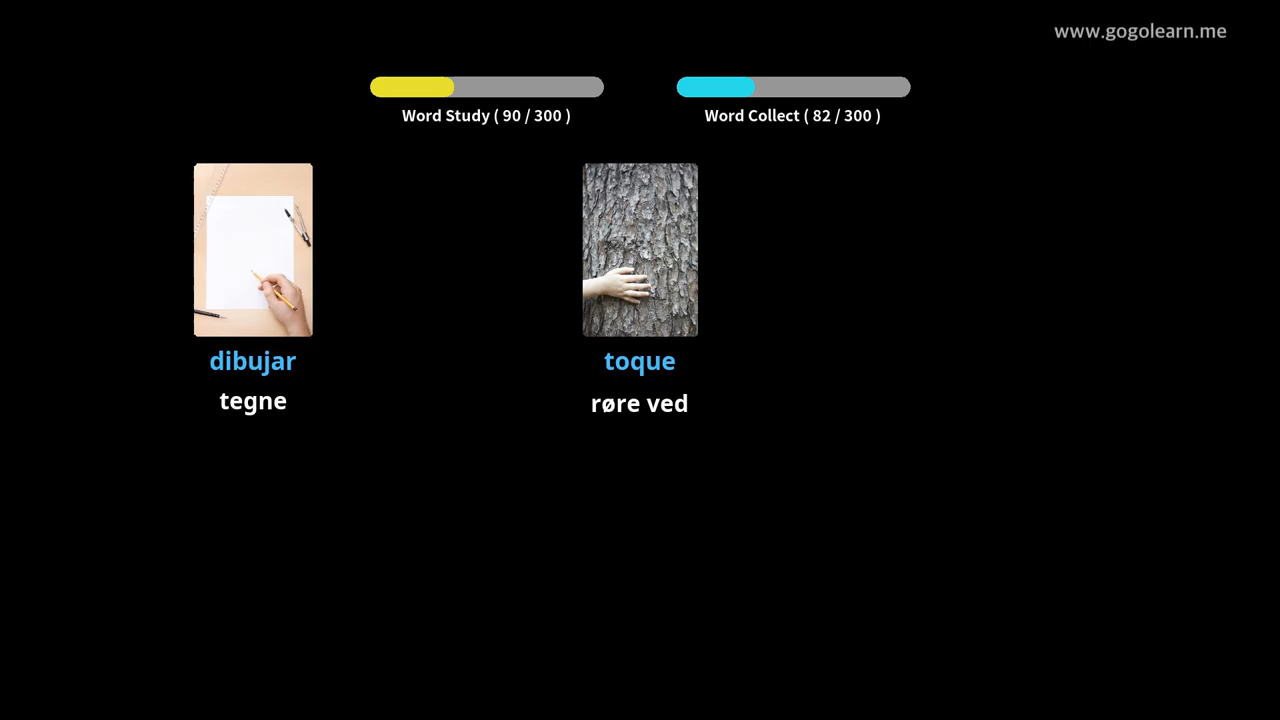 www.gogolearn.me
Word Study ( 90 / 300 )
Word Collect ( 82 / 300 )
dibujar
tegne
toque
røre ved